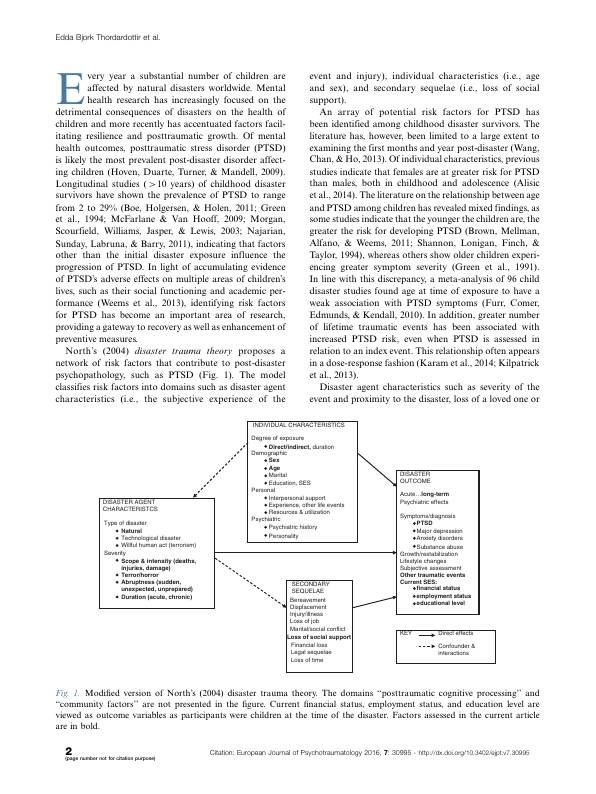 Edda Bjork Thordardottir et al.
Every year a substantial number of children are
affected by natural disasters worldwide. Mental
health research has increasingly focused on the
detrimental consequences of disasters on the health of
children and more recently has accentuated factors facil-
itating resilience and posttraumatic growth. Of mental
health outcomes, posttraumatic stress disorder (PTSD)
is likely the most prevalent post-disaster disorder affect-
ing children (Hoven, Duarte, Turner, & Mandell, 2009).
Longitudinal studies (>10 years) of childhood disaster
survivors have shown the prevalence of PTSD to range
from 2 to 29% (Boe, Holgersen, & Holen, 2011; Green
et al., 1994; McFarlane & Van Hooff, 2009; Morgan,
Scourfield, Williams, Jasper, & Lewis, 2003; Najarian,
Sunday, Labruna, & Barry, 2011), indicating that factors
other than the initial disaster exposure influence the
progression of PTSD. In light of accumulating evidence
of PTSD's adverse effects on multiple areas of children's
lives, such as their social functioning and academic per-
formance (Weems et al., 2013), identifying risk factors
for PTSD has become an important area of research,
providing a gateway to recovery as well as enhancement of
preventive measures.
North's (2004) disaster trauma theory proposes a
network of risk factors that contribute to post-disaster
psychopathology, such as PTSD (Fig. 1). The model
classifies risk factors into domains such as disaster agent
characteristics (i.e., the subjective experience of the
event and injury), individual characteristics (i.e., age
and sex), and secondary sequelae (i.e., loss of social
support).
An array of potential risk factors for PTSD has
been identified among childhood disaster survivors. The
literature has, however, been limited to a large extent to
examining the first months and year post-disaster (Wang,
Chan, & Ho, 2013). Of individual characteristics, previous
studies indicate that females are at greater risk for PTSD
than males, both in childhood and adolescence (Alisic
et al., 2014). The literature on the relationship between age
and PTSD among children has revealed mixed findings, as
some studies indicate that the younger the children are, the
greater the risk for developing PTSD (Brown, Mellman,
Alfano, & Weems, 2011; Shannon, Lonigan, Finch, &
Taylor, 1994), whereas others show older children experi-
encing greater symptom severity (Green et al., 1991).
In line with this discrepancy, a meta-analysis of 96 child
disaster studies found age at time of exposure to have a
weak association with PTSD symptoms (Furr, Comer,
Edmunds, & Kendall, 2010). In addition, greater number
of lifetime traumatic events has been associated with
increased PTSD risk, even when PTSD is assessed in
relation to an index event. This relationship often appears
in a dose-response fashion (Karam et al., 2014; Kilpatrick
et al., 2013).
Disaster agent characteristics such as severity of the
event and proximity to the disaster, loss of a loved one or
INDIVIDUAL CHARACTERISTICS
Degree of exposure
◆ Direct/indirect, duration
Demographic
◆ Sex
◆ Age
◆ Marital
◆ Education, SES
Personal
◆ Interpersonal support
◆ Experience, other life events
◆ Resources & utilization
Psychiatric
◆ Psychiatric history
◆ Personality
DISASTER AGENT
CHARACTERISTCS
Type of disaster
◆ Natural
◆ Technological disaster
◆ Willful human act (terrorism)
Severity
◆ Scope & intensity (deaths,
injuries, damage)
◆ Terror/horror
◆ Abruptness (sudden,
unexpected, unprepared)
◆ Duration (acute, chronic)
SECONDARY
SEQUELAE
Bereavement
Displacement
Injury/illness
Loss of job
Marital/social conflict
Loss of social support
Financial loss
Legal sequelae
Loss of time
DISASTER
OUTCOME
Acute...long-term
Psychiatric effects
Symptoms/diagnosis
◆PTSD
◆Major depression
◆Anxiety disorders
◆Substance abuse
Growth/restabilization
Lifestyle changes
Subjective assessment
Other traumatic events
Current SES:
◆financial status
◆employment status
◆educational level
KEY Direct effects
Confounder &
interactions
Fig. 1. Modified version of North's (2004) disaster trauma theory. The domains "posttraumatic cognitive processing" and
"community factors" are not presented in the figure. Current financial status, employment status, and education level are
viewed as outcome variables as participants were children at the time of the disaster. Factors assessed in the current article
are in bold.
2
(page number not for citation purpose)
Citation: European Journal of Psychotraumatology 2016, 7: 30995 - http://dx.doi.org/10.3402/ejpt.v7.30995